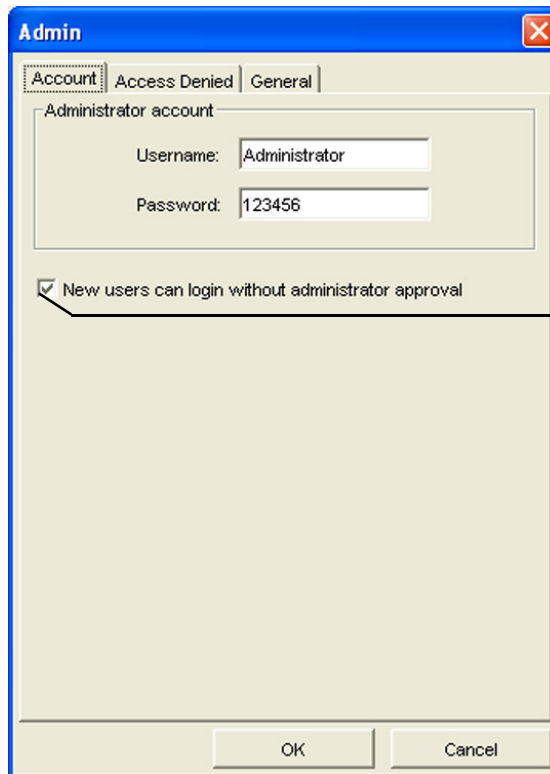 Admin
Account Access Denied General
Administrator account
Username: Administrator
Password: 123456
New users can login without administrator approval
OK Cancel